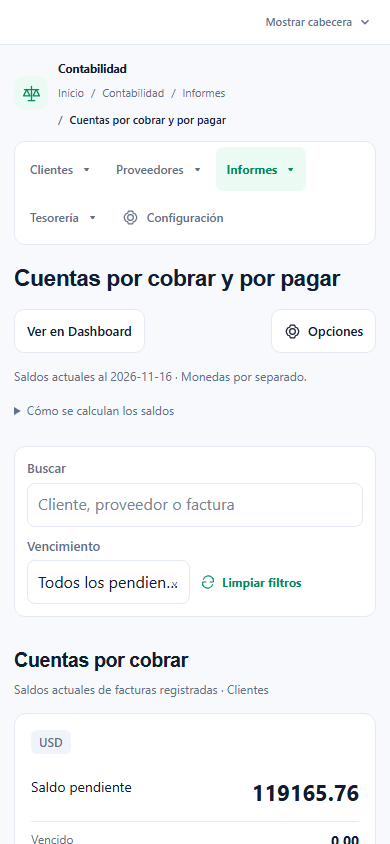 Mostrar cabecera
Contabilidad
Inicio / Contabilidad / Informes
/ Cuentas por cobrar y por pagar
Clientes Proveedores Informes
Tesorería Configuración
Cuentas por cobrar y por pagar
Ver en Dashboard Opciones
Saldos actuales al 2026-11-16 · Monedas por separado.
Cómo se calculan los saldos
Buscar
Cliente, proveedor o factura
Vencimiento
Todos los pendien... Limpiar filtros
Cuentas por cobrar
Saldos actuales de facturas registradas · Clientes
USD
Saldo pendiente 119165.76
Vencido 0.00